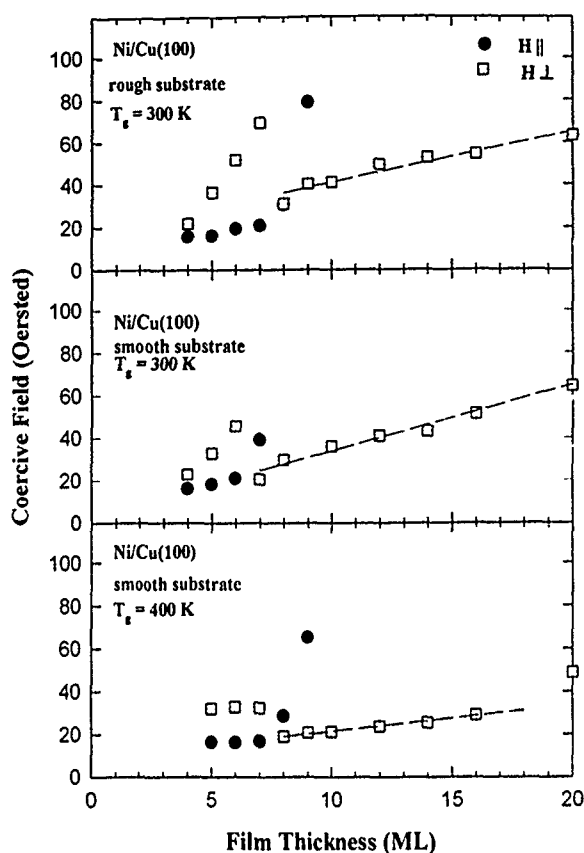 120
100
80
60
40
20
0
Ni/Cu(100)
rough substrate
T_g = 300 K
● H ||
□ H ⊥
100
80
60
40
20
0
Ni/Cu(100)
smooth substrate
T_g = 300 K
100
80
60
40
20
0
Ni/Cu(100)
smooth substrate
T_g = 400 K
0 5 10 15 20
Coercive Field (Oersted)
Film Thickness (ML)